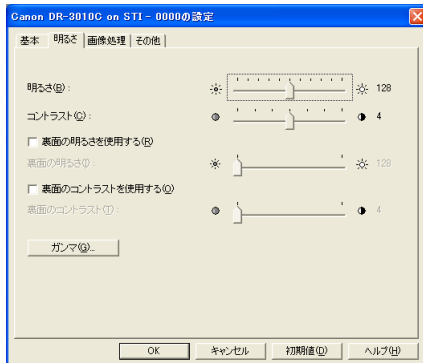 Canon DR-3010C on STI - 0000の設定
基本 明るさ 画像処理 その他
明るさ(B) : 128
コントラスト(C) : 4
裏面の明るさを使用する(R)
裏面の明るさ(I) : 128
裏面のコントラストを使用する(O)
裏面のコントラスト(T) : 4
ガンマ(G)...
OK キャンセル 初期値(D) ヘルプ(H)